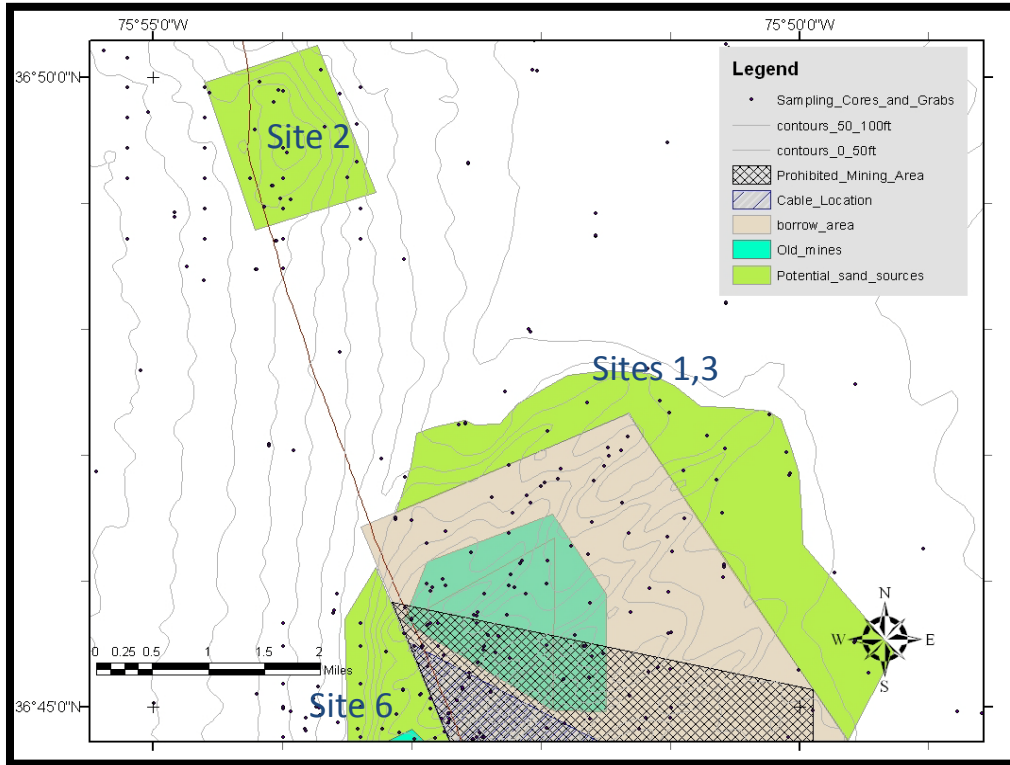 75°55'0"W
75°50'0"W
36°50'0"N
Site 2
Legend
Sampling_Cores_and_Grabs
contours_50_100ft
contours_0_50ft
Prohibited_Mining_Area
Cable_Location
borrow_area
Old_mines
Potential_sand_sources
Sites 1,3
N
W
E
S
0 0.25 0.5 1 1.5 2
Miles
36°45'0"N
Site 6